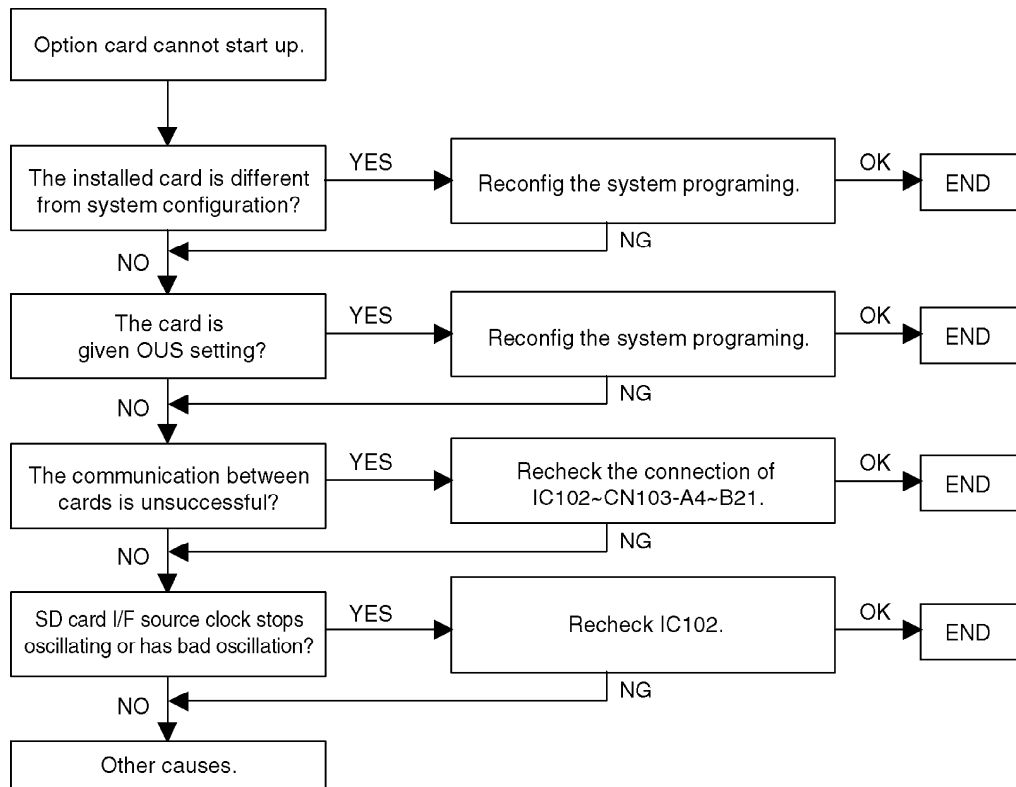 Option card cannot start up.
The installed card is different
from system configuration?
YES
Reconfig the system programing.
OK
END
NG
NO
The card is
given OUS setting?
YES
Reconfig the system programing.
OK
END
NG
NO
The communication between
cards is unsuccessful?
YES
Recheck the connection of
IC102~CN103-A4~B21.
OK
END
NG
NO
SD card I/F source clock stops
oscillating or has bad oscillation?
YES
Recheck IC102.
OK
END
NG
NO
Other causes.